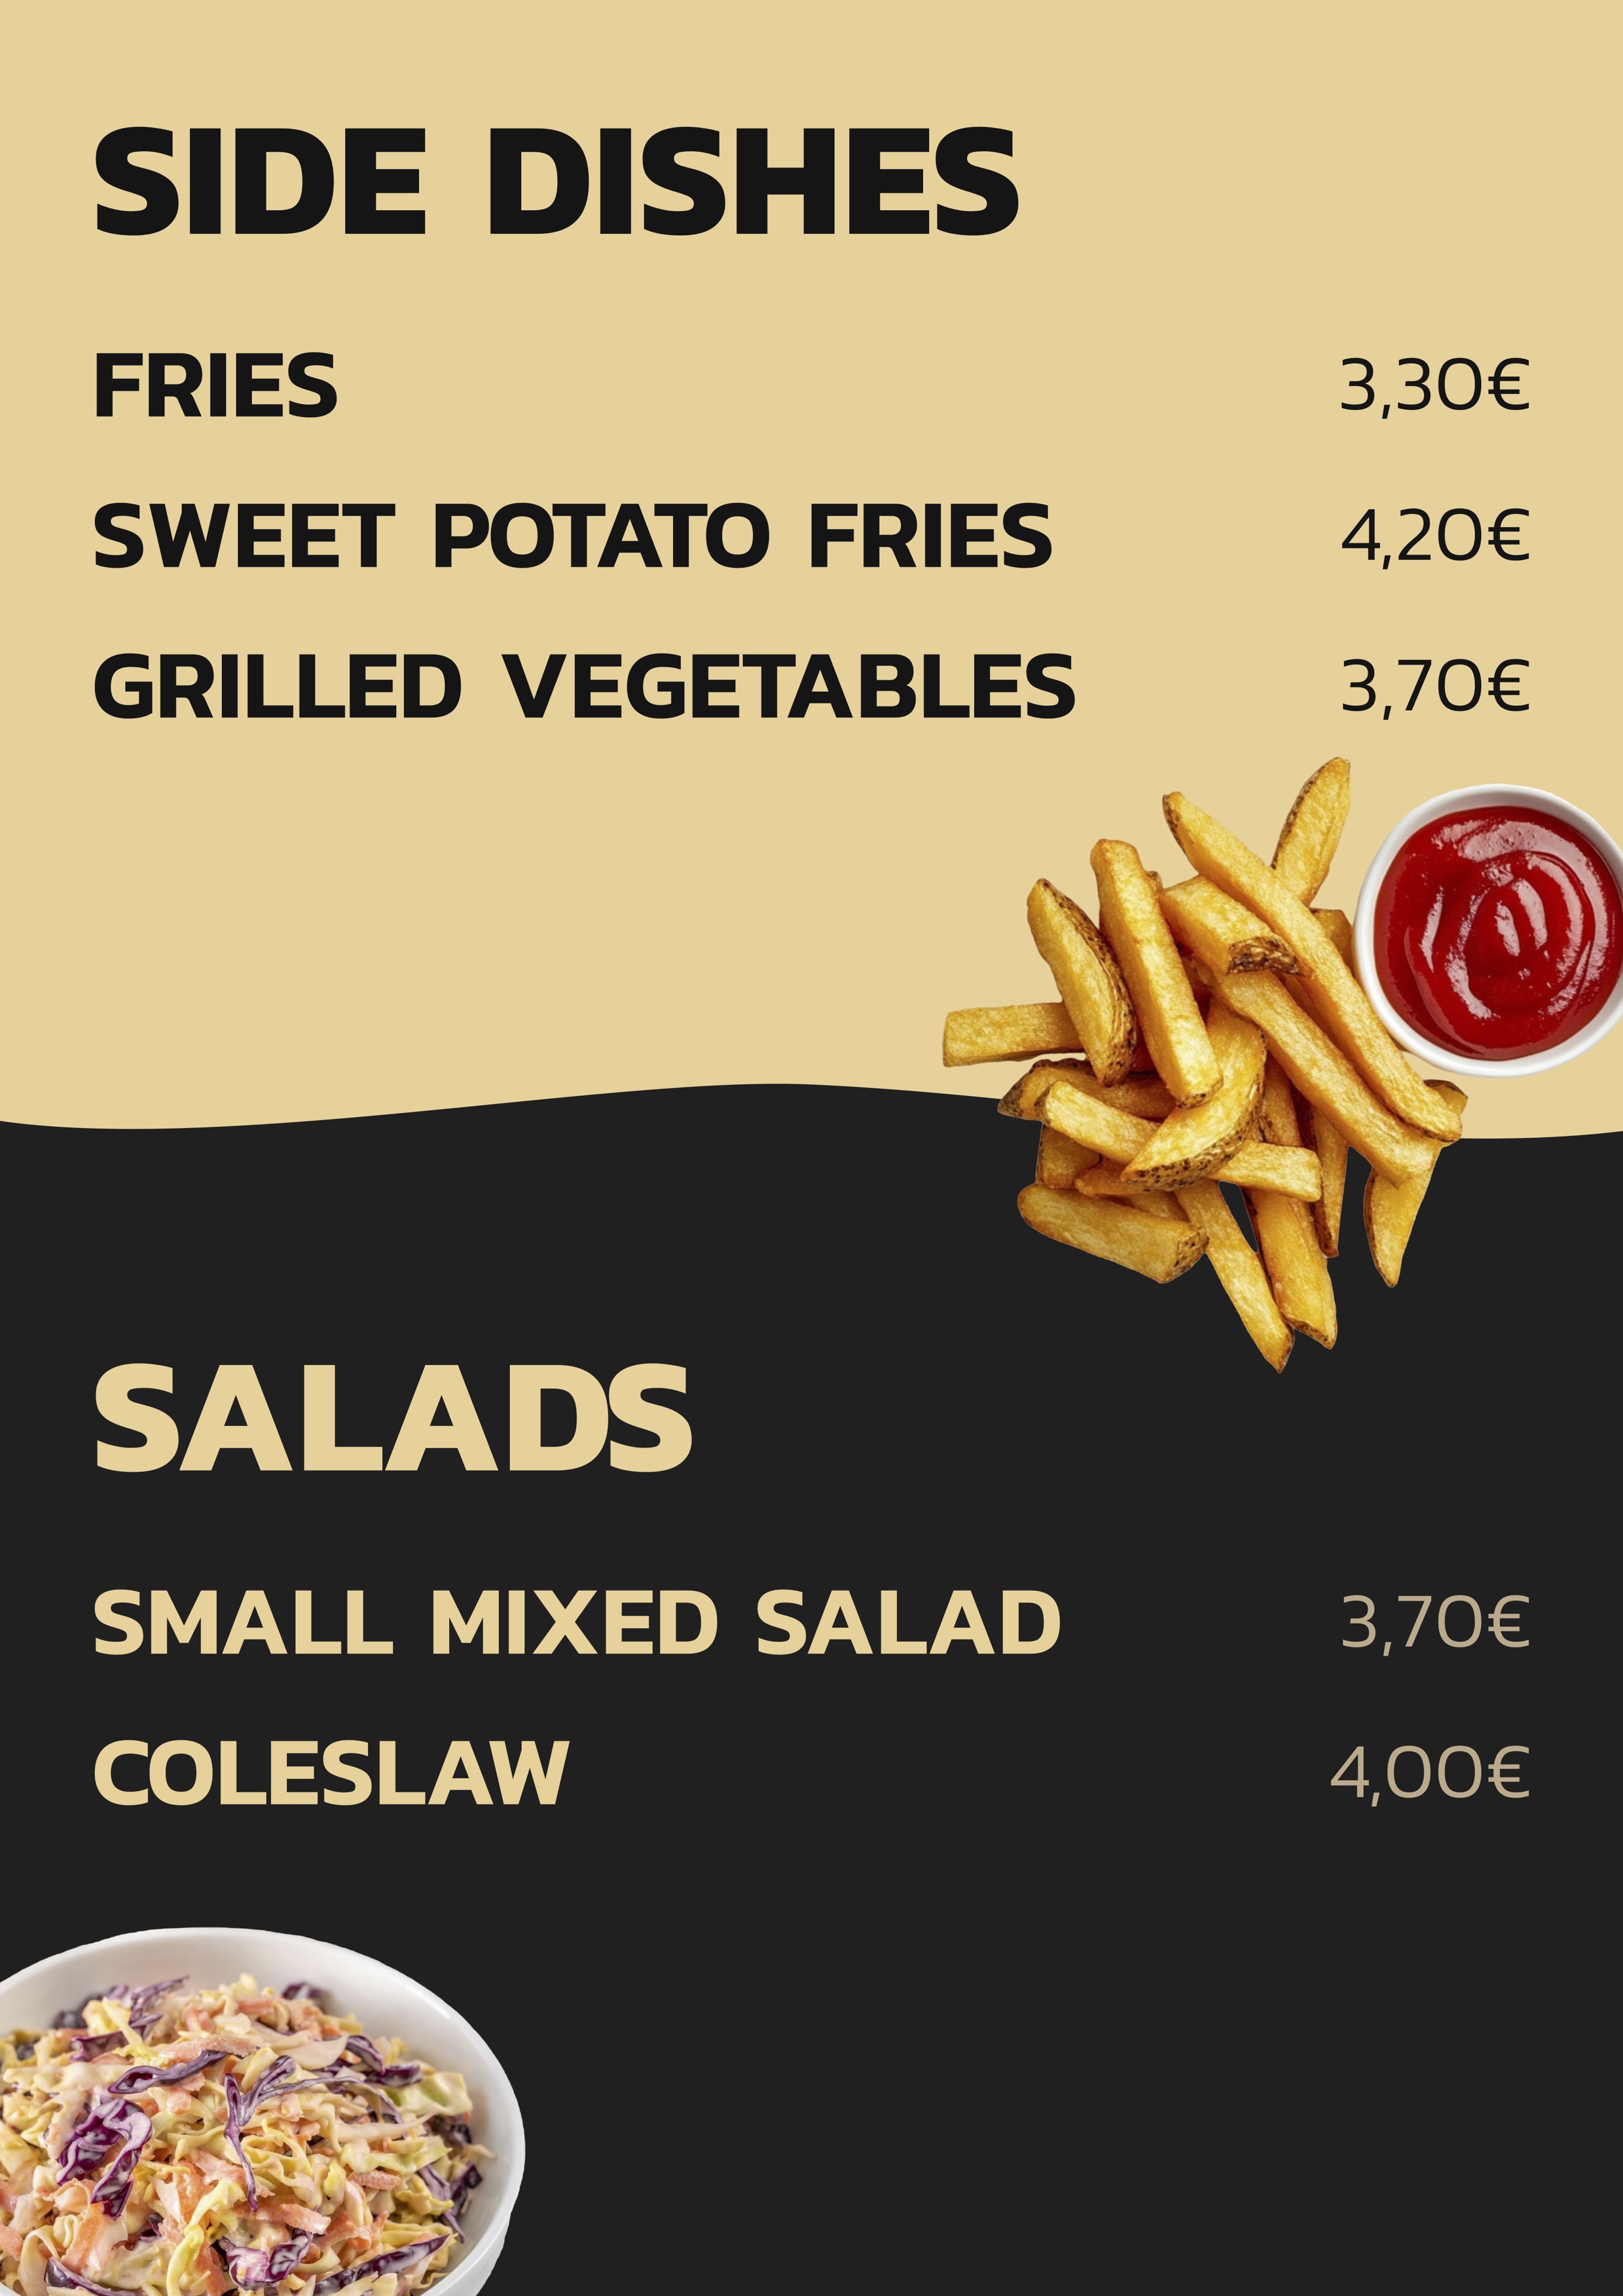 SIDE DISHES
FRIES 3,30€
SWEET POTATO FRIES 4,20€
GRILLED VEGETABLES 3,70€
SALADS
SMALL MIXED SALAD 3,70€
COLESLAW 4,00€